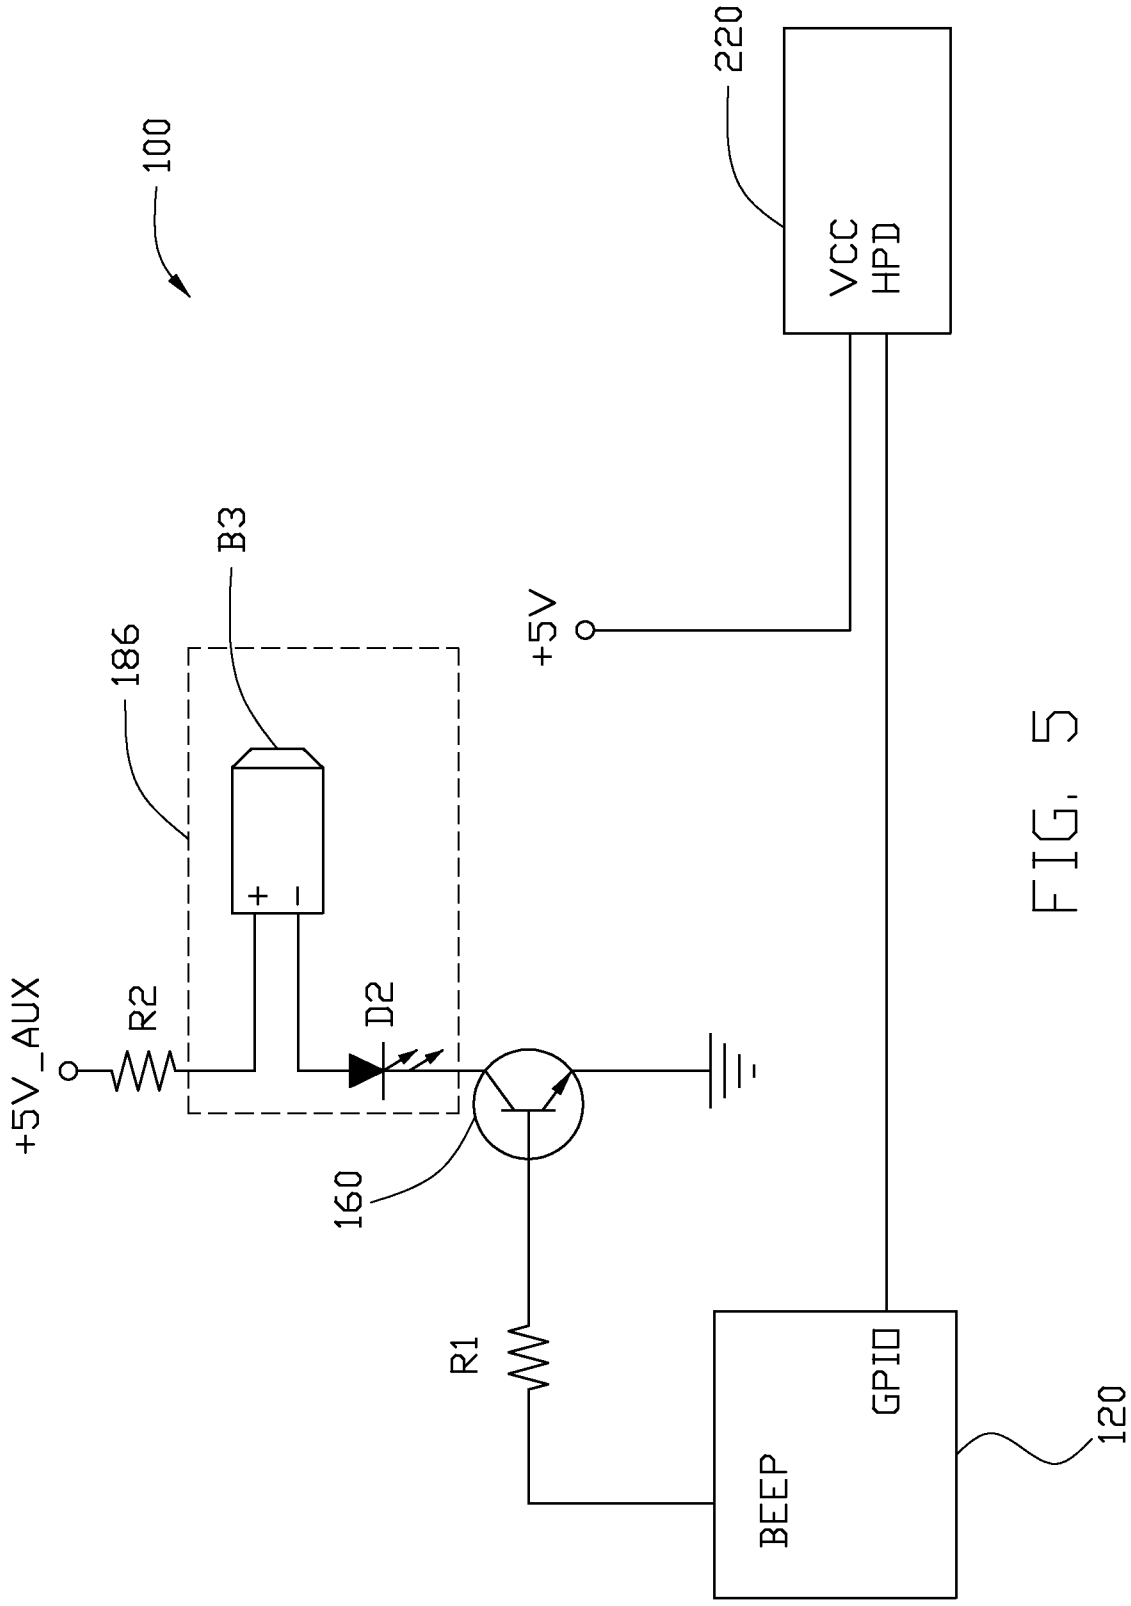 100
+5V_AUX
R2
186
B3
+
-
D2
160
R1
+5V
220
VCC
HPD
BEEP
GPIO
120
FIG. 5